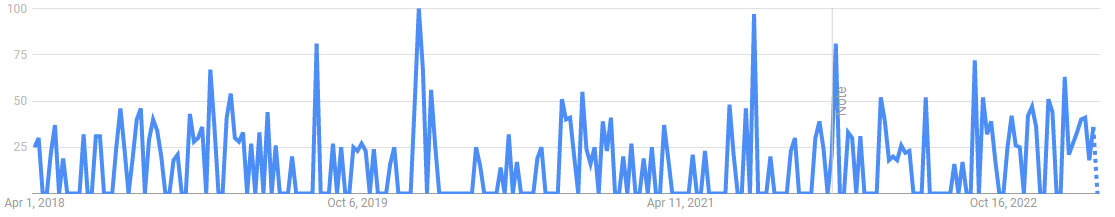 100
75
50
25
Note
Apr 1, 2018
Oct 6, 2019
Apr 11, 2021
Oct 16, 2022